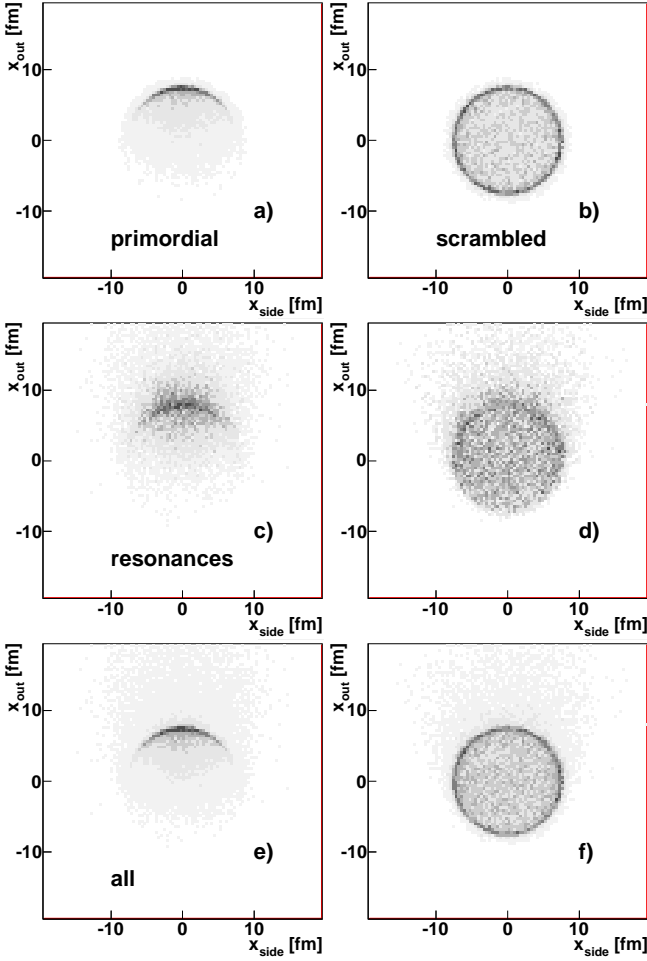 x_out [fm]
10
0
-10
a)
primordial
-10 0 10
x_side [fm]
x_out [fm]
10
0
-10
b)
scrambled
-10 0 10
x_side [fm]
x_out [fm]
10
0
-10
c)
resonances
-10 0 10
x_side [fm]
x_out [fm]
10
0
-10
d)
-10 0 10
x_side [fm]
x_out [fm]
10
0
-10
e)
all
-10 0 10
x_side [fm]
x_out [fm]
10
0
-10
f)
-10 0 10
x_side [fm]